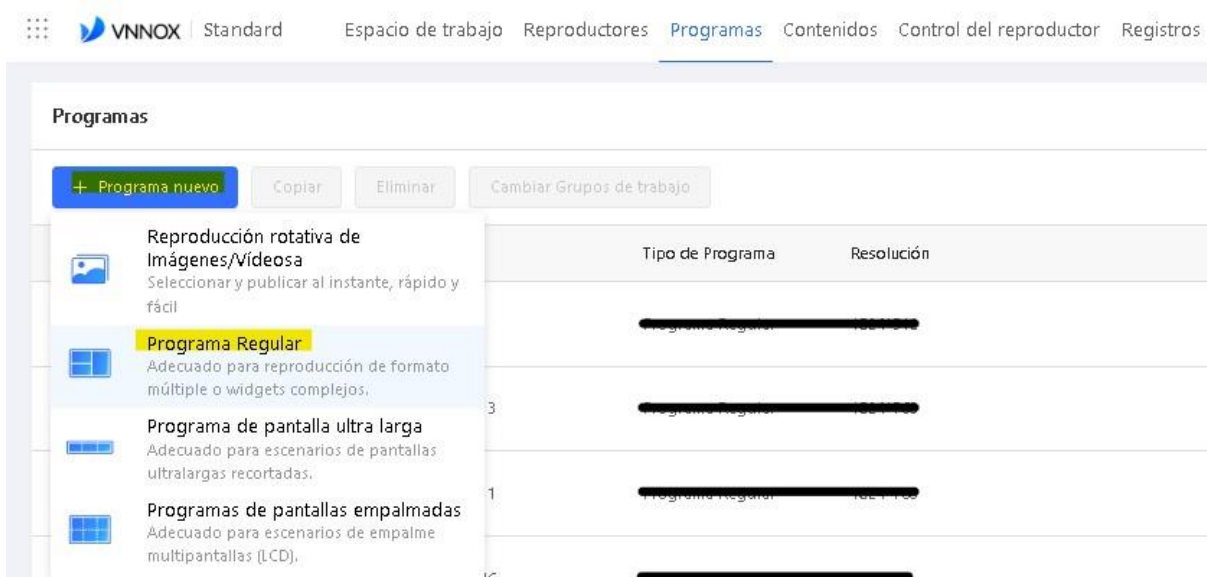 VNNOX Standard Espacio de trabajo Reproductores Programas Contenidos Control del reproductor Registros
Programas
+ Programa nuevo Copiar Eliminar Cambiar Grupos de trabajo
Tipo de Programa Resolución
Reproducción rotativa de
Imágenes/Vídeosa
Seleccionar y publicar al instante, rápido y
fácil
Programa Regular
Adecuado para reproducción de formato
múltiple o widgets complejos.
3
Programa de pantalla ultra larga
Adecuado para escenarios de pantallas
ultralargas recortadas.
1
Programas de pantallas empalmadas
Adecuado para escenarios de empalme
multipantallas (LCD).